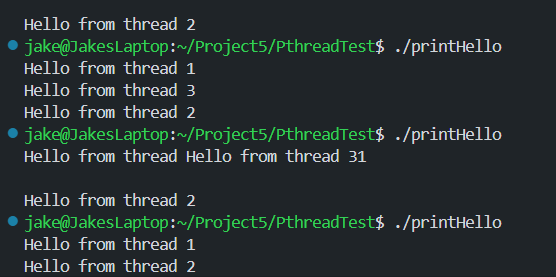 Hello from thread 2
jake@JakesLaptop:~/Project5/PthreadTest$ ./printHello
Hello from thread 1
Hello from thread 3
Hello from thread 2
jake@JakesLaptop:~/Project5/PthreadTest$ ./printHello
Hello from thread Hello from thread 31

Hello from thread 2
jake@JakesLaptop:~/Project5/PthreadTest$ ./printHello
Hello from thread 1
Hello from thread 2